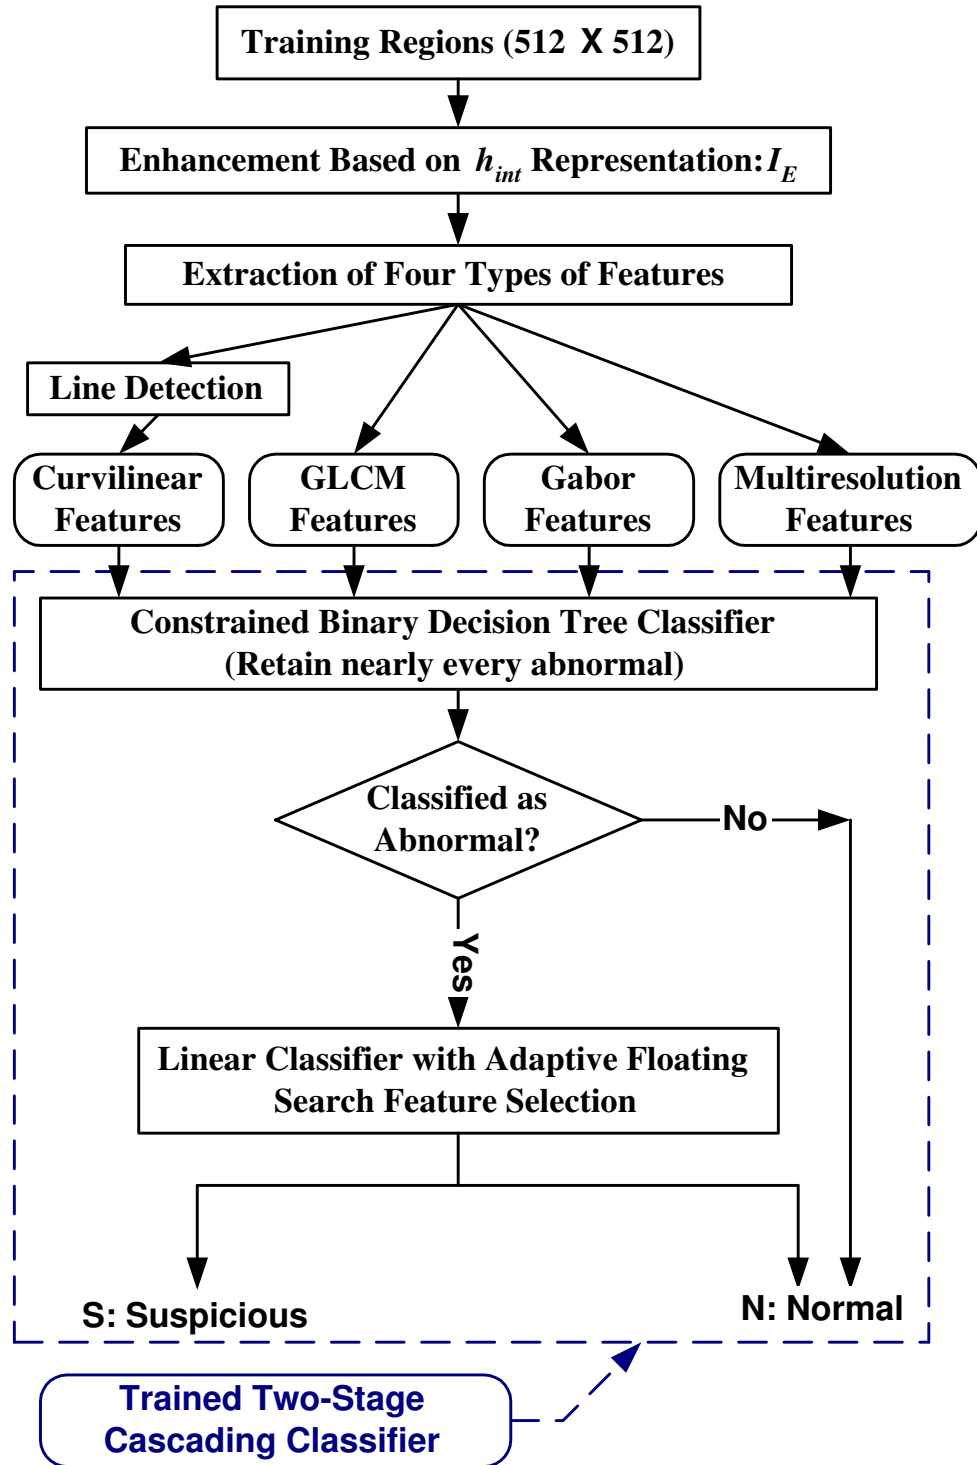 Training Regions (512 X 512)
Enhancement Based on h_int Representation: I_E
Extraction of Four Types of Features
Line Detection
Curvilinear
Features
GLCM
Features
Gabor
Features
Multiresolution
Features
Constrained Binary Decision Tree Classifier
(Retain nearly every abnormal)
Classified as
Abnormal?
No
Yes
Linear Classifier with Adaptive Floating
Search Feature Selection
S: Suspicious
N: Normal
Trained Two-Stage
Cascading Classifier